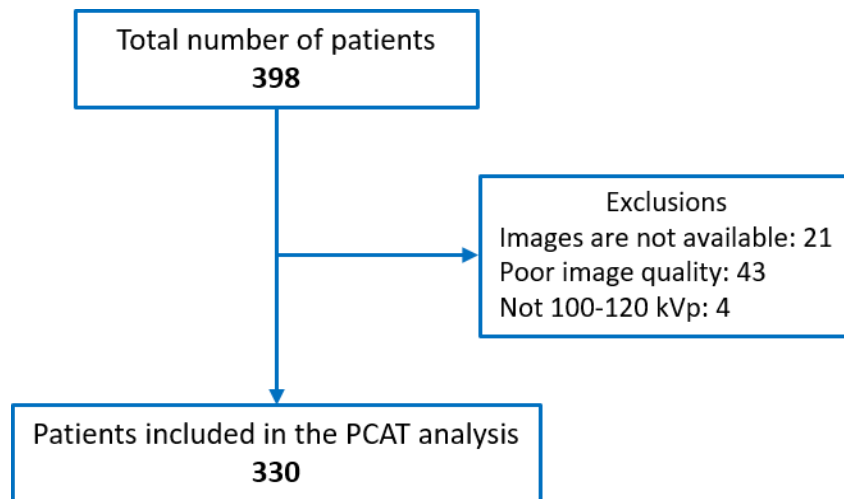 Total number of patients
398
Exclusions
Images are not available: 21
Poor image quality: 43
Not 100-120 kVp: 4
Patients included in the PCAT analysis
330